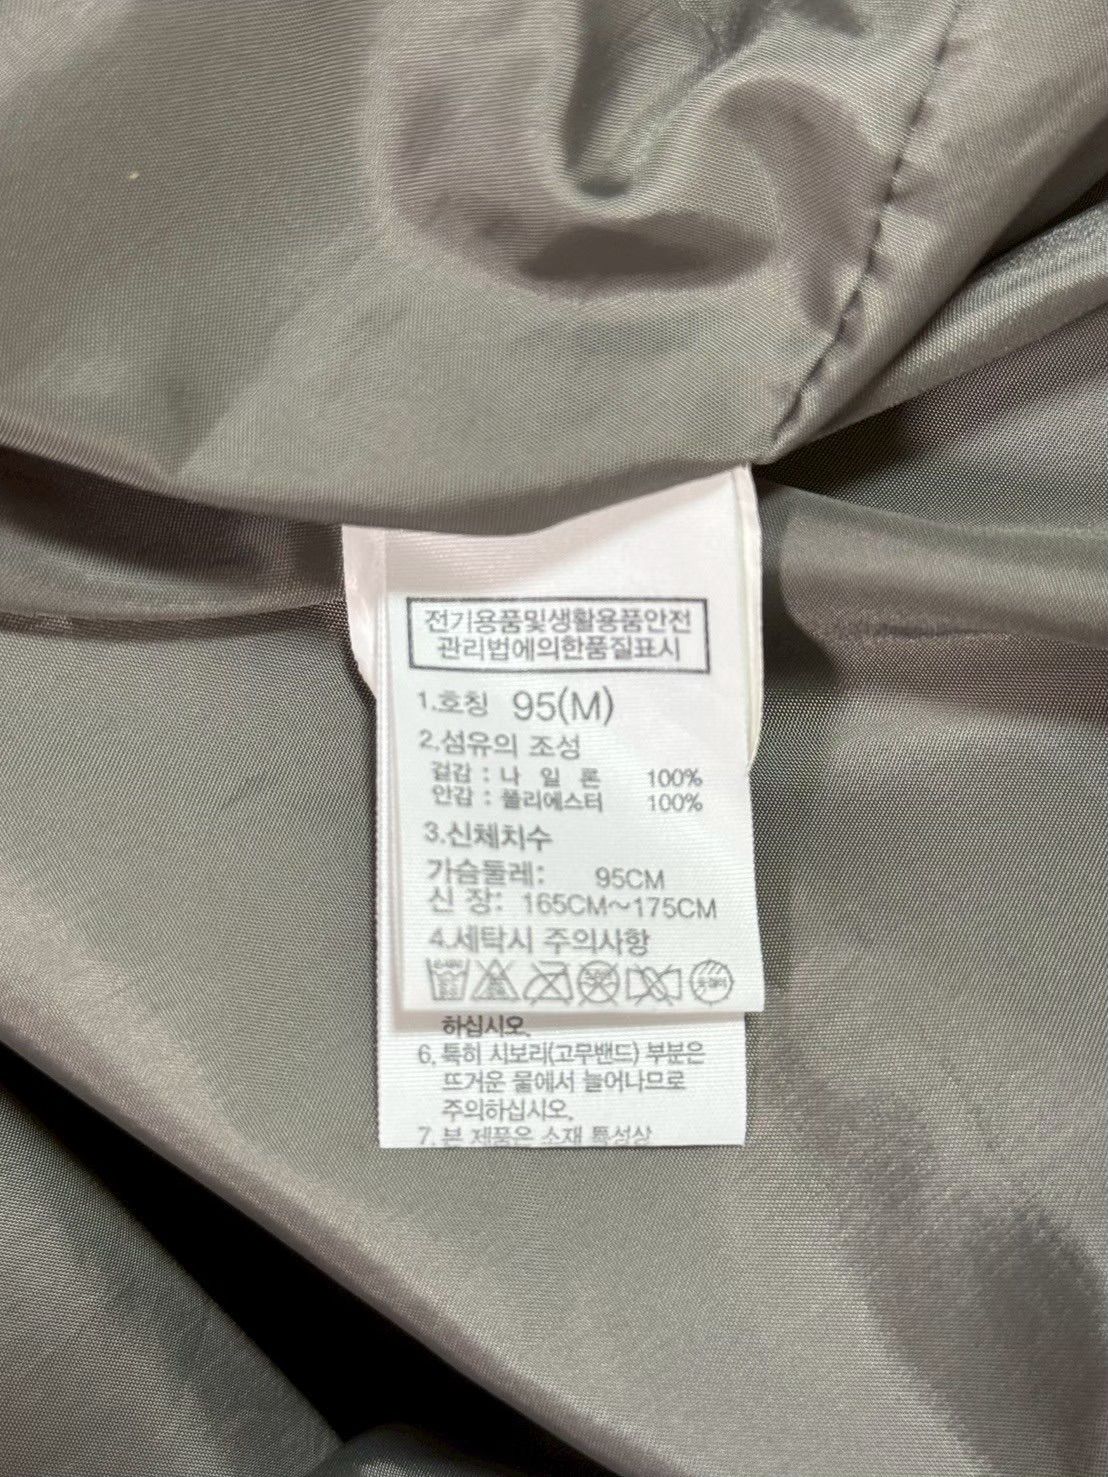 전기용품및생활용품안전
관리법에의한품질표시
1.호칭 95(M)
2.섬유의 조성
겉감 : 나 일 론 100%
안감 : 폴리에스터 100%
3.신체치수
가슴둘레: 95CM
신 장: 165CM~175CM
4.세탁시 주의사항
하십시오.
6. 특히 시보리(고무밴드) 부분은
뜨거운 물에서 늘어나므로
주의하십시오.
7. 본 제품은 소재 특성상